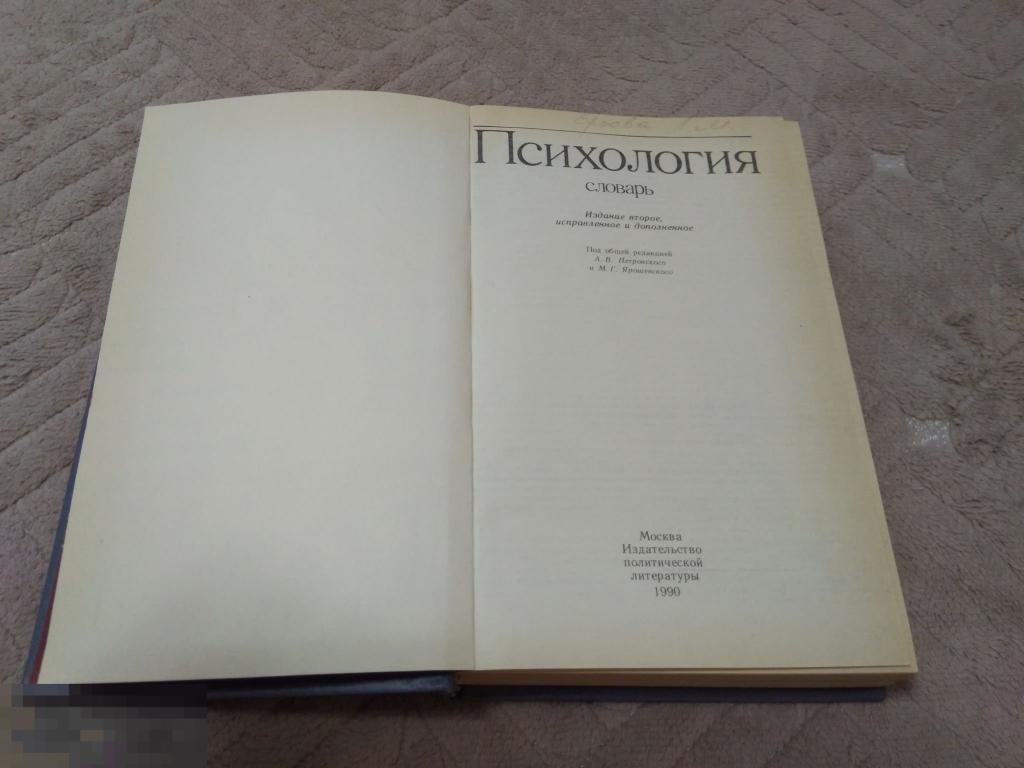 Психология
словарь
Издание второе,
исправленное и дополненное
Под общей редакцией
А. В. Петровского
и М. Г. Ярошевского
Москва
Издательство
политической
литературы
1990